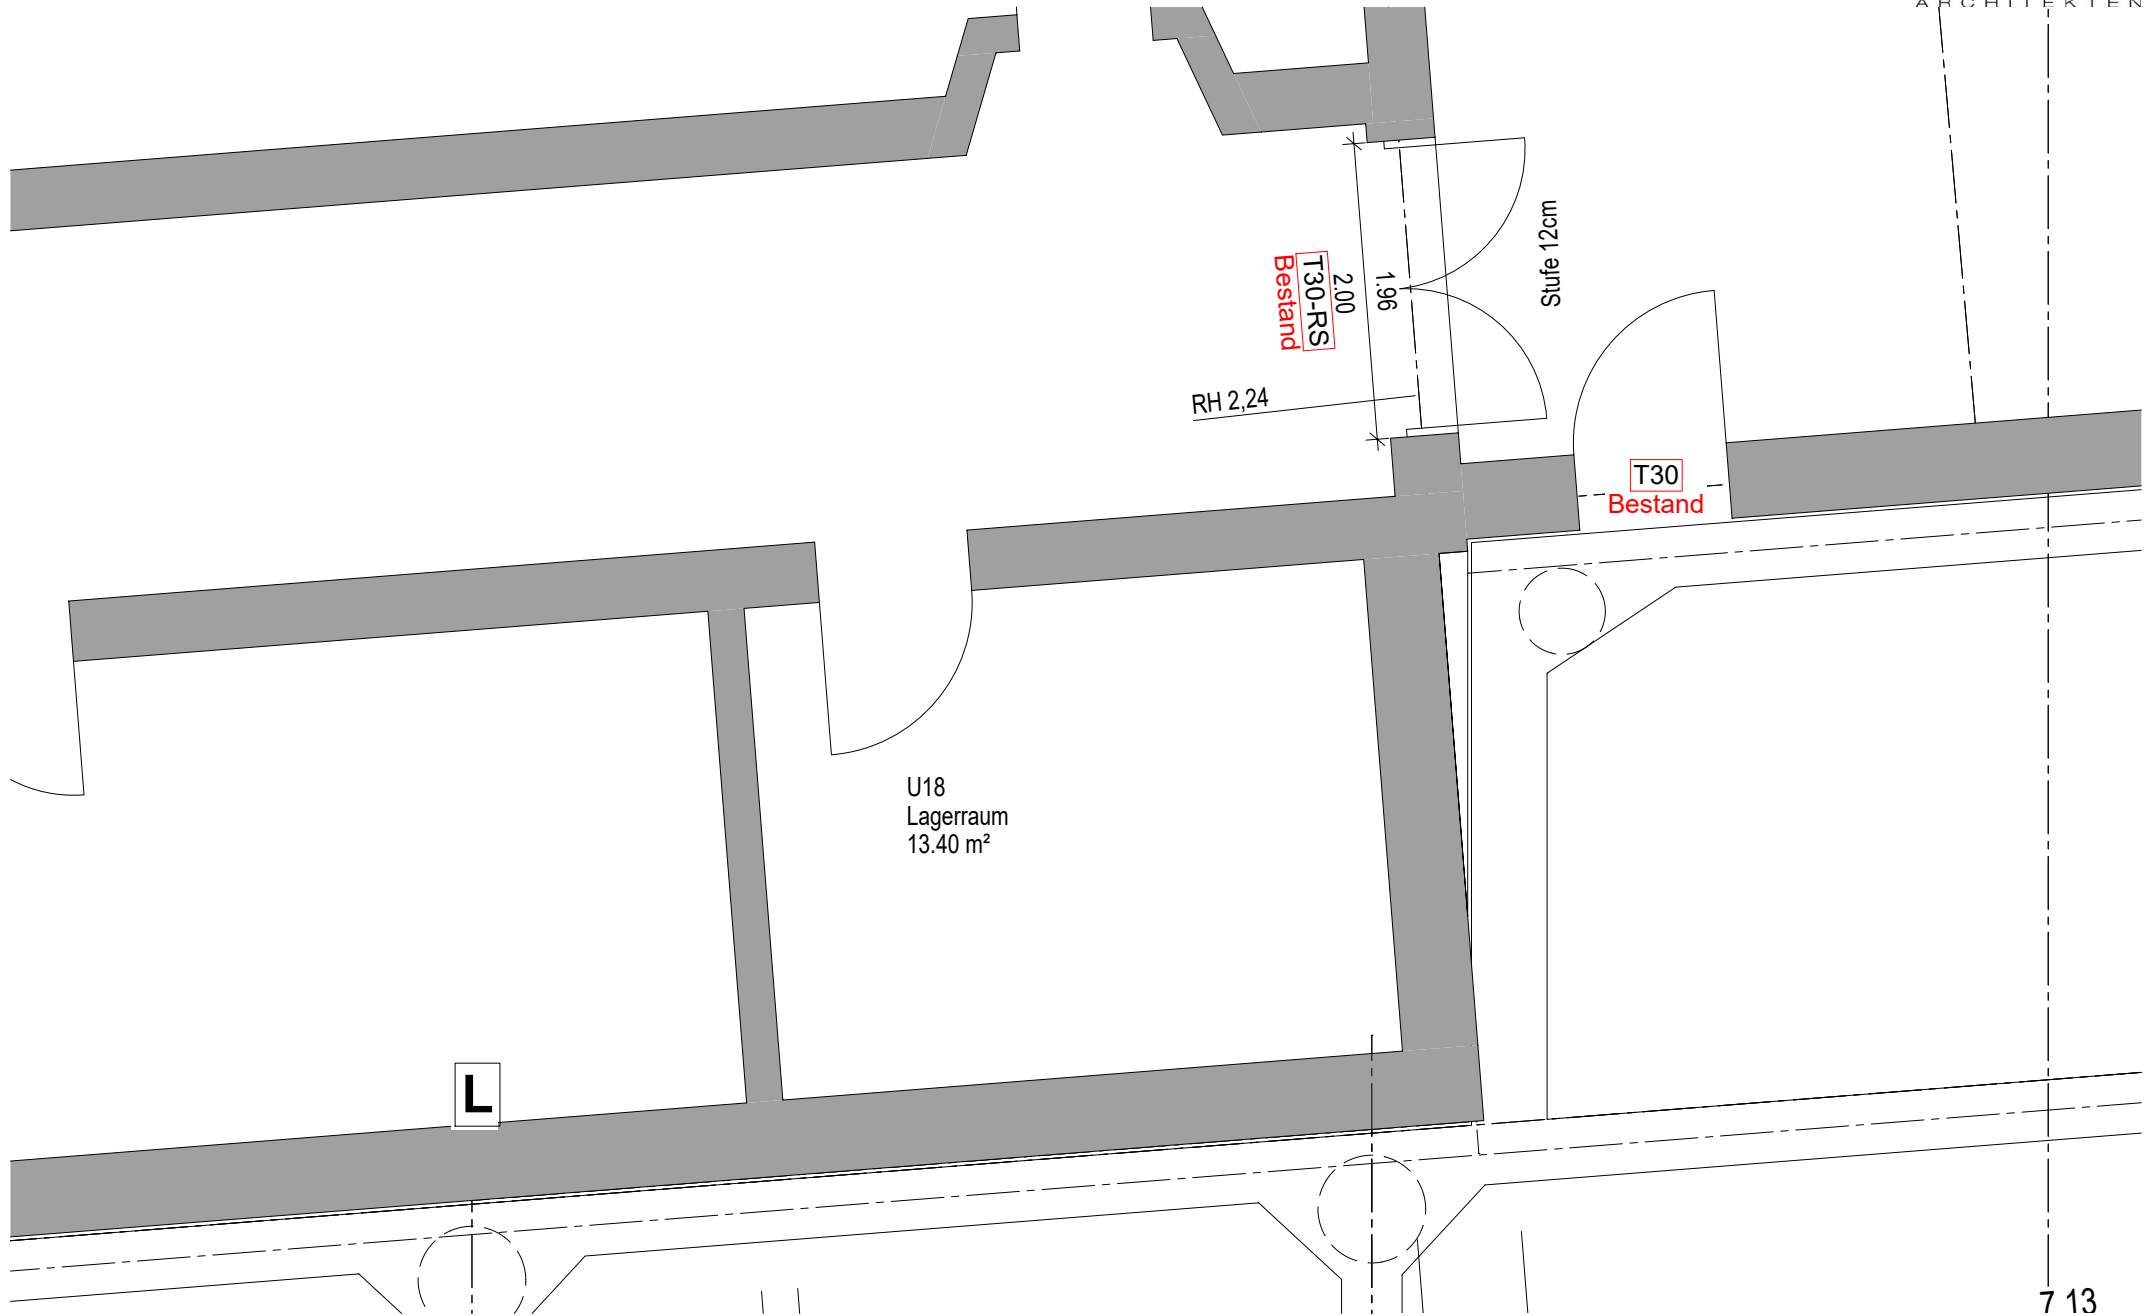 ARCHITEKTEN
Stufe 12cm
1.96
2.00
T30-RS
Bestand
RH 2,24
T30
Bestand
U18
Lagerraum
13.40 m²
L
7 13